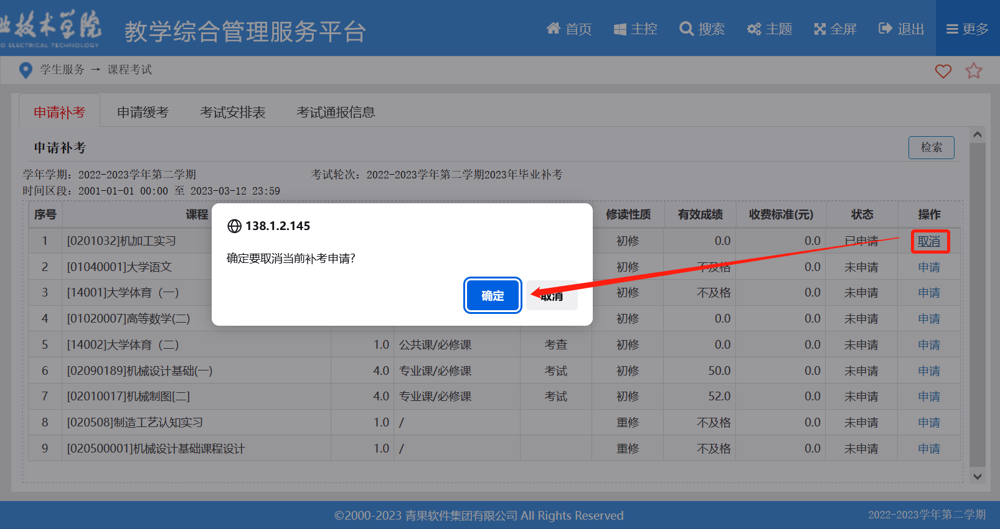 业技术学院
D ELECTRICAL TECHNOLOGY
教学综合管理服务平台
首页 主控 搜索 主题 全屏 退出 更多
学生服务 → 课程考试
申请补考 申请缓考 考试安排表 考试通报信息
申请补考 检索
学年学期：2022-2023学年第二学期 考试轮次：2022-2023学年第二学期2023年毕业补考
时间区段：2001-01-01 00:00 至 2023-03-12 23:59
序号 课程 修读性质 有效成绩 收费标准(元) 状态 操作
1 [0201032]机加工实习 初修 0.0 0.0 已申请 取消
2 [01040001]大学语文 初修 不及格 0.0 未申请 申请
3 [14001]大学体育（一） 初修 不及格 0.0 未申请 申请
4 [01020007]高等数学(二) 初修 0.0 0.0 未申请 申请
5 [14002]大学体育（二） 1.0 公共课/必修课 考查 初修 0.0 0.0 未申请 申请
6 [02090189]机械设计基础(一) 4.0 专业课/必修课 考试 初修 50.0 0.0 未申请 申请
7 [02010017]机械制图[二] 4.0 专业课/必修课 考试 初修 52.0 0.0 未申请 申请
8 [020508]制造工艺认知实习 1.0 / 重修 不及格 0.0 未申请 申请
9 [020500001]机械设计基础课程设计 1.0 / 重修 不及格 0.0 未申请 申请
138.1.2.145
确定要取消当前补考申请?
确定 取消
©2000-2023 青果软件集团有限公司 All Rights Reserved
2022-2023学年第二学期